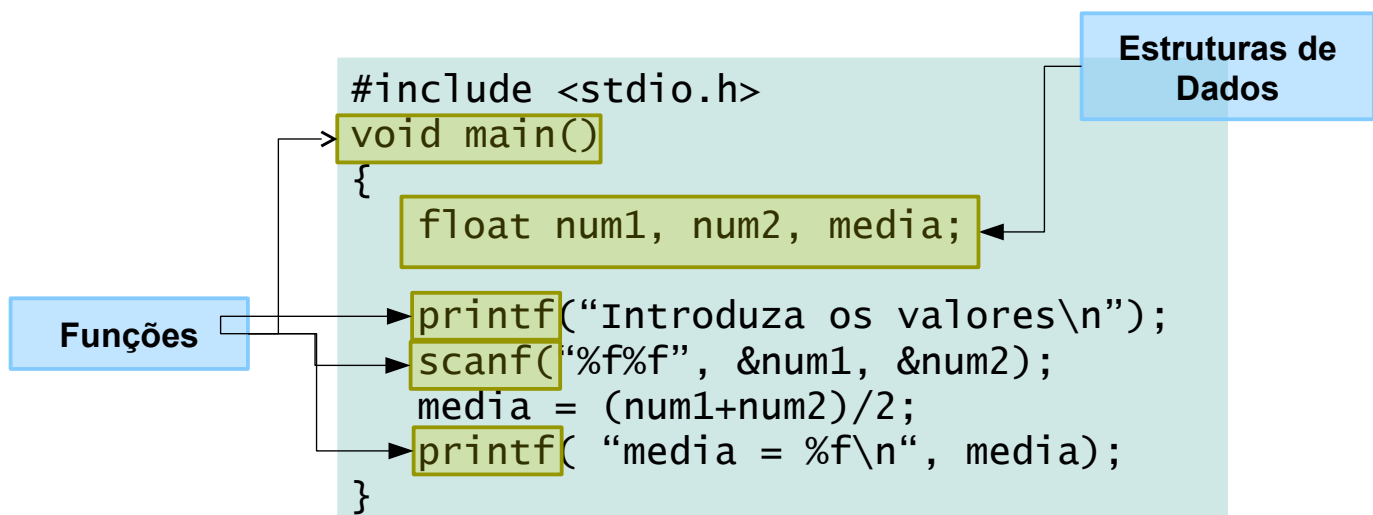 Estruturas de
Dados
#include <stdio.h>
void main()
{
float num1, num2, media;
Funções
printf(“Introduza os valores\n”);
scanf(“%f%f”, &num1, &num2);
media = (num1+num2)/2;
printf( “media = %f\n“, media);
}